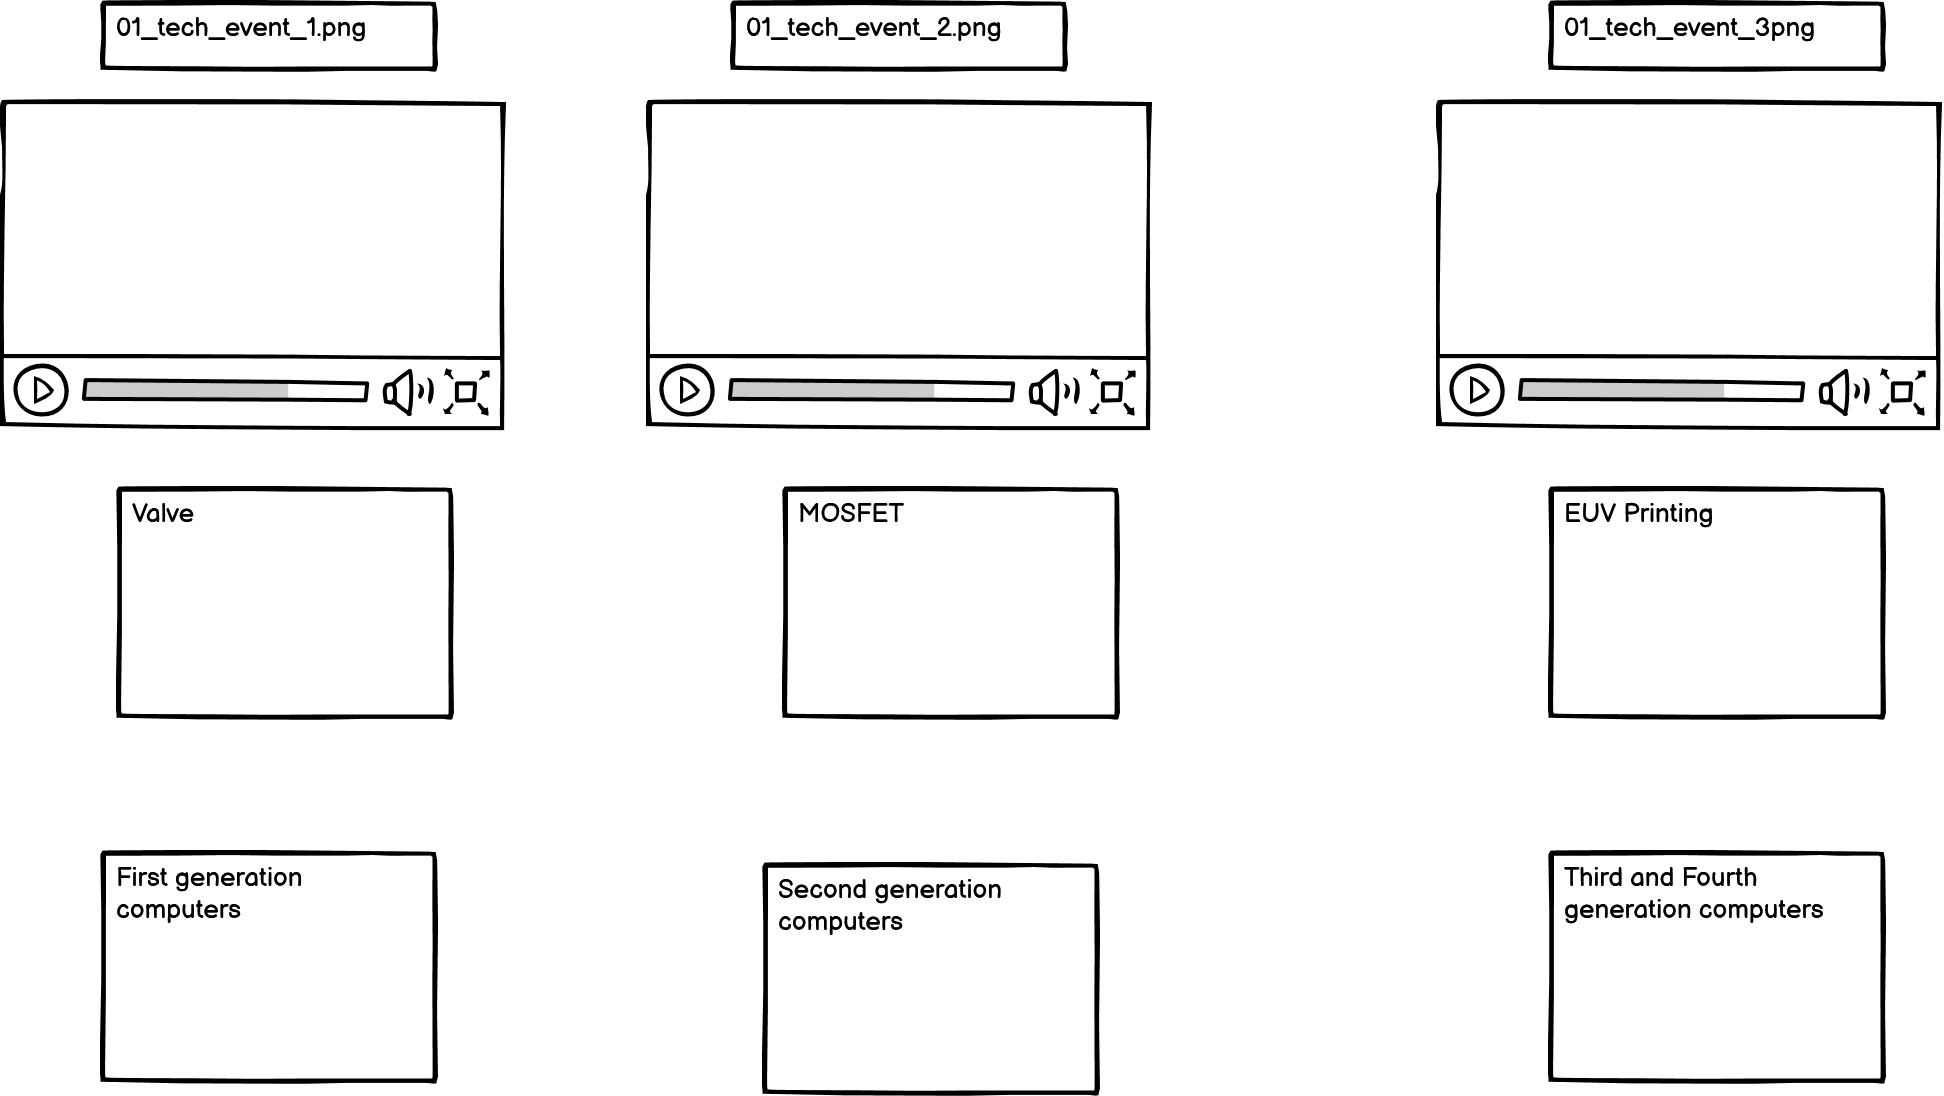 01_tech_event_1.png
01_tech_event_2.png
01_tech_event_3png
Valve
MOSFET
EUV Printing
First generation
computers
Second generation
computers
Third and Fourth
generation computers